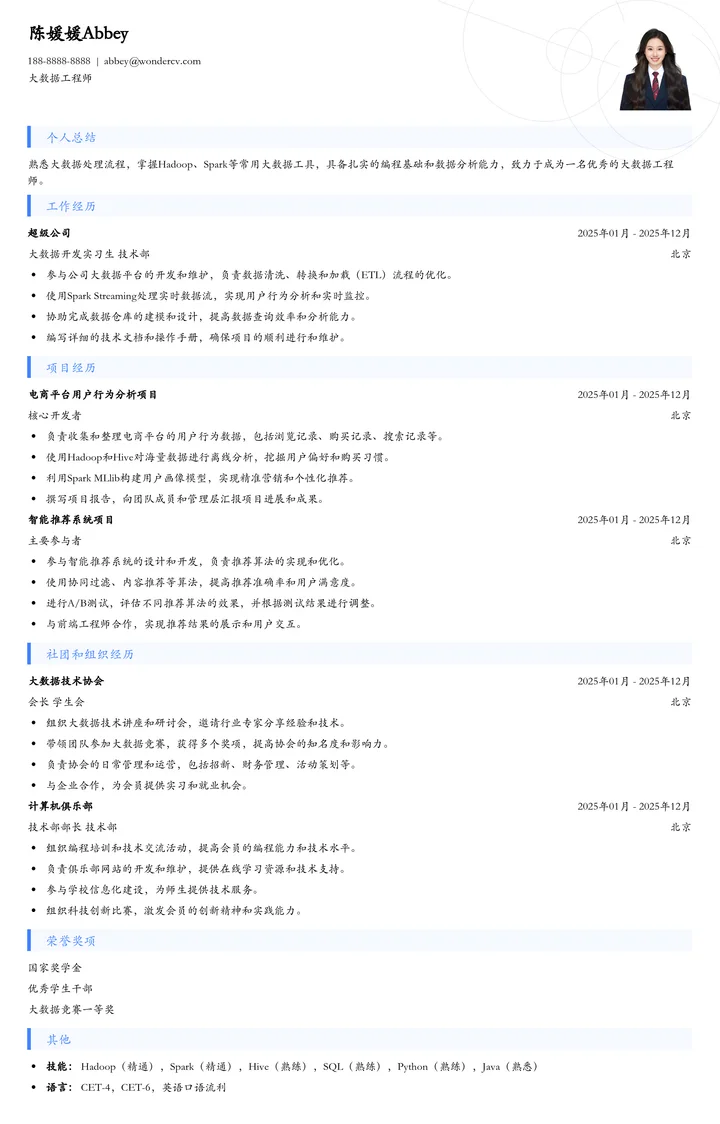 陈媛媛Abbey
188-8888-8888 | abbey@wondercv.com
大数据工程师
个人总结
熟悉大数据处理流程，掌握Hadoop、Spark等常用大数据工具，具备扎实的编程基础和数据分析能力，致力于成为一名优秀的大数据工程
师。
工作经历
超级公司 2025年01月 - 2025年12月
大数据开发实习生 技术部 北京
• 参与公司大数据平台的开发和维护，负责数据清洗、转换和加载（ETL）流程的优化。
• 使用Spark Streaming处理实时数据流，实现用户行为分析和实时监控。
• 协助完成数据仓库的建模和设计，提高数据查询效率和分析能力。
• 编写详细的技术文档和操作手册，确保项目的顺利进行和维护。
项目经历
电商平台用户行为分析项目 2025年01月 - 2025年12月
核心开发者 北京
• 负责收集和整理电商平台的用户行为数据，包括浏览记录、购买记录、搜索记录等。
• 使用Hadoop和Hive对海量数据进行离线分析，挖掘用户偏好和购买习惯。
• 利用Spark MLlib构建用户画像模型，实现精准营销和个性化推荐。
• 撰写项目报告，向团队成员和管理层汇报项目进展和成果。
智能推荐系统项目 2025年01月 - 2025年12月
主要参与者 北京
• 参与智能推荐系统的设计和开发，负责推荐算法的实现和优化。
• 使用协同过滤、内容推荐等算法，提高推荐准确率和用户满意度。
• 进行A/B测试，评估不同推荐算法的效果，并根据测试结果进行调整。
• 与前端工程师合作，实现推荐结果的展示和用户交互。
社团和组织经历
大数据技术协会 2025年01月 - 2025年12月
会长 学生会 北京
• 组织大数据技术讲座和研讨会，邀请行业专家分享经验和技术。
• 带领团队参加大数据竞赛，获得多个奖项，提高协会的知名度和影响力。
• 负责协会的日常管理和运营，包括招新、财务管理、活动策划等。
• 与企业合作，为会员提供实习和就业机会。
计算机俱乐部 2025年01月 - 2025年12月
技术部部长 技术部 北京
• 组织编程培训和技术交流活动，提高会员的编程能力和技术水平。
• 负责俱乐部网站的开发和维护，提供在线学习资源和技术支持。
• 参与学校信息化建设，为师生提供技术服务。
• 组织科技创新比赛，激发会员的创新精神和实践能力。
荣誉奖项
国家奖学金
优秀学生干部
大数据竞赛一等奖
其他
• 技能： Hadoop（精通）, Spark（精通）, Hive（熟练）, SQL（熟练）, Python（熟练）, Java（熟悉）
• 语言： CET-4，CET-6，英语口语流利